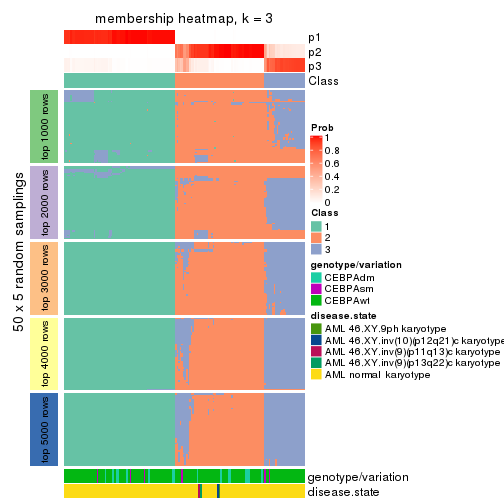 membership heatmap, k = 3
p1
p2
p3
Class
50 x 5 random samplings
top 1000 rows
top 2000 rows
top 3000 rows
top 4000 rows
top 5000 rows
Prob
1
0.8
0.6
0.4
0.2
0
Class
1
2
3
genotype/variation
CEBPAdm
CEBPAsm
CEBPAwt
disease.state
AML 46.XY.9ph karyotype
AML 46.XY.inv(10)(p12q21)c karyotype
AML 46.XY.inv(9)(p11q13)c karyotype
AML 46.XY.inv(9)(p13q22)c karyotype
AML normal karyotype
genotype/variation
disease.state